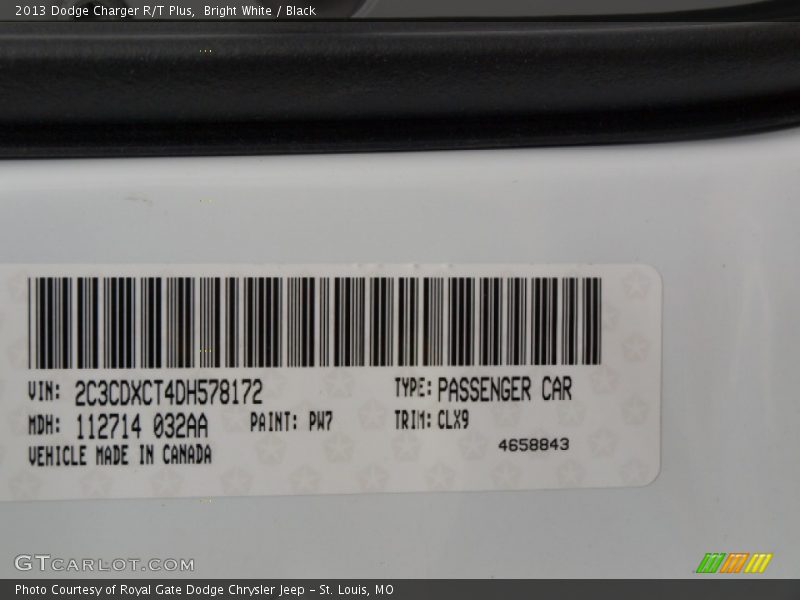 2013 Dodge Charger R/T Plus,  Bright White / Black
VIN: 2C3CDXCT4DH578172 TYPE: PASSENGER CAR
MDH: 112714 032AA PAINT: PW7 TRIM: CLX9
VEHICLE MADE IN CANADA 4658843
GTCARLOT.COM
Photo Courtesy of Royal Gate Dodge Chrysler Jeep – St. Louis, MO